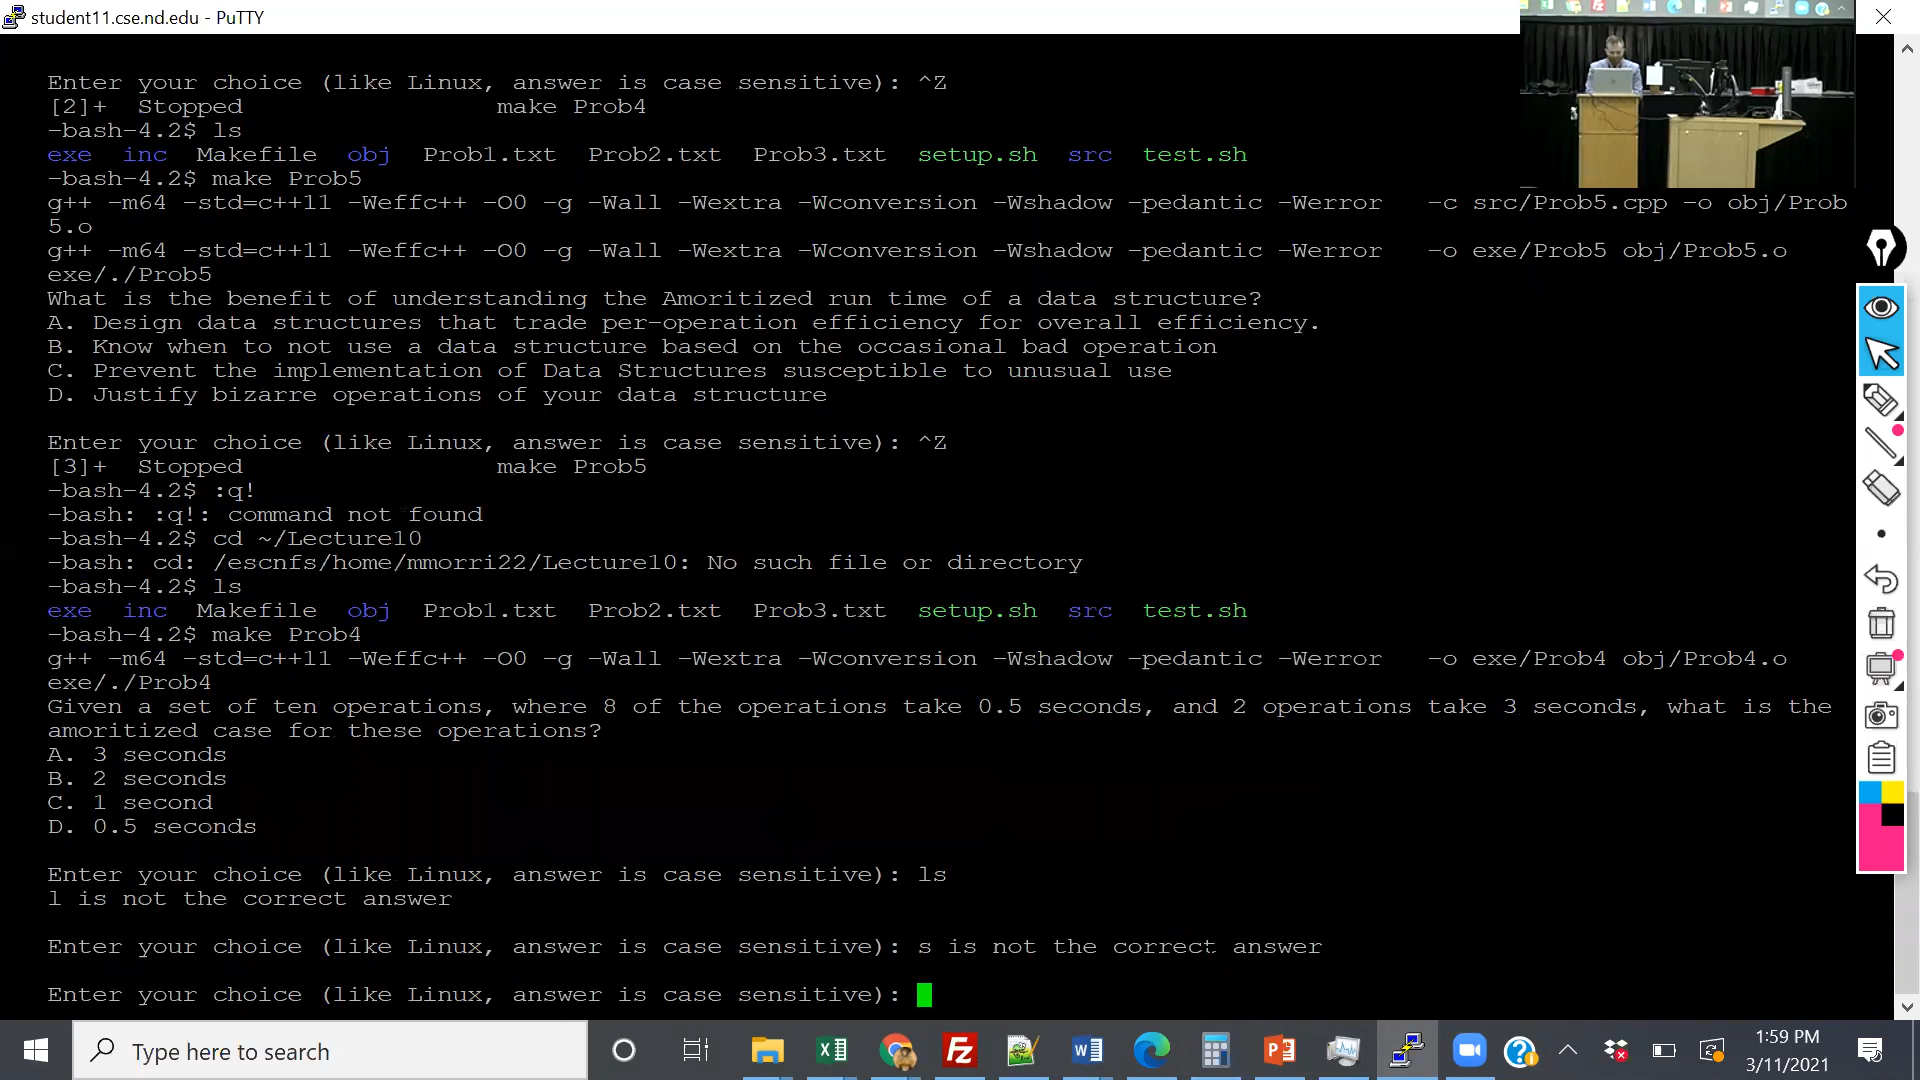 student11.cse.nd.edu - PuTTY
Enter your choice (like Linux, answer is case sensitive): ^Z
[2]+  Stopped                 make Prob4
-bash-4.2$ ls
exe  inc  Makefile  obj  Prob1.txt  Prob2.txt  Prob3.txt  setup.sh  src  test.sh
-bash-4.2$ make Prob5
g++ -m64 -std=c++11 -Weffc++ -O0 -g -Wall -Wextra -Wconversion -Wshadow -pedantic -Werror   -c src/Prob5.cpp -o obj/Prob
5.o
g++ -m64 -std=c++11 -Weffc++ -O0 -g -Wall -Wextra -Wconversion -Wshadow -pedantic -Werror   -o exe/Prob5 obj/Prob5.o
exe/./Prob5
What is the benefit of understanding the Amoritized run time of a data structure?
A. Design data structures that trade per-operation efficiency for overall efficiency.
B. Know when to not use a data structure based on the occasional bad operation
C. Prevent the implementation of Data Structures susceptible to unusual use
D. Justify bizarre operations of your data structure
Enter your choice (like Linux, answer is case sensitive): ^Z
[3]+  Stopped                 make Prob5
-bash-4.2$ :q!
-bash: :q!: command not found
-bash-4.2$ cd ~/Lecture10
-bash: cd: /escnfs/home/mmorri22/Lecture10: No such file or directory
-bash-4.2$ ls
exe  inc  Makefile  obj  Prob1.txt  Prob2.txt  Prob3.txt  setup.sh  src  test.sh
-bash-4.2$ make Prob4
g++ -m64 -std=c++11 -Weffc++ -O0 -g -Wall -Wextra -Wconversion -Wshadow -pedantic -Werror   -o exe/Prob4 obj/Prob4.o
exe/./Prob4
Given a set of ten operations, where 8 of the operations take 0.5 seconds, and 2 operations take 3 seconds, what is the
amoritized case for these operations?
A. 3 seconds
B. 2 seconds
C. 1 second
D. 0.5 seconds
Enter your choice (like Linux, answer is case sensitive): ls
l is not the correct answer
Enter your choice (like Linux, answer is case sensitive): s is not the correct answer
Enter your choice (like Linux, answer is case sensitive):
Type here to search
1:59 PM
3/11/2021